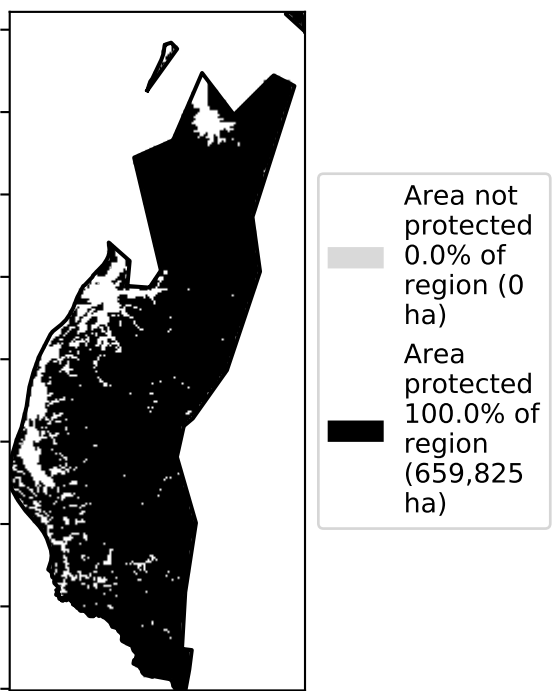 Area not
protected
0.0% of
region (0
ha)
Area
protected
100.0% of
region
(659,825
ha)